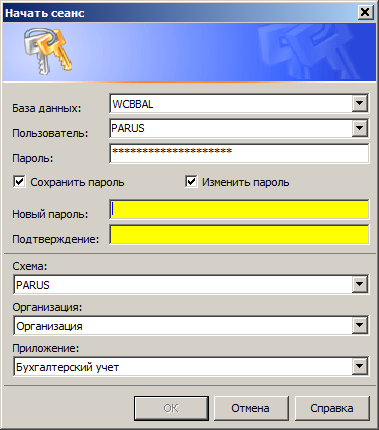 Начать сеанс
База данных: WCBBAL
Пользователь: PARUS
Пароль: ********************
Сохранить пароль Изменить пароль
Новый пароль:
Подтверждение:
Схема:
PARUS
Организация:
Организация
Приложение:
Бухгалтерский учет
ОК Отмена Справка